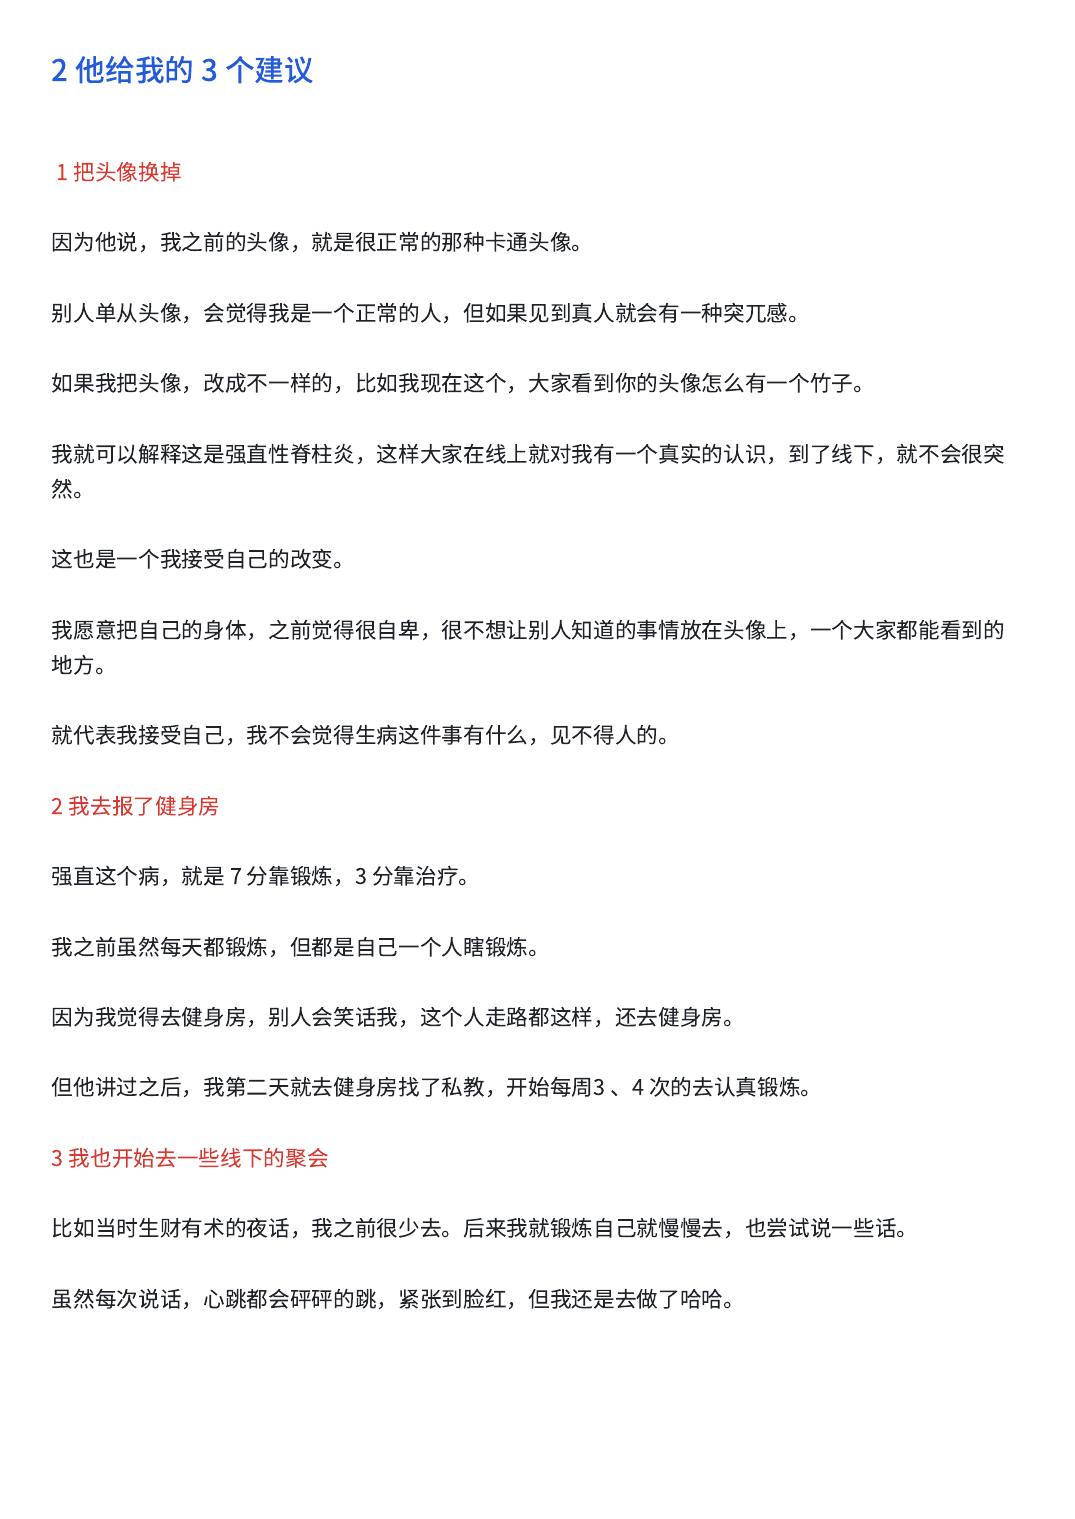 2 他给我的 3 个建议
1 把头像换掉
因为他说，我之前的头像，就是很正常的那种卡通头像。
别人单从头像，会觉得我是一个正常的人，但如果见到真人就会有一种突兀感。
如果我把头像，改成不一样的，比如我现在这个，大家看到你的头像怎么有一个竹子。
我就可以解释这是强直性脊柱炎，这样大家在线上就对我有一个真实的认识，到了线下，就不会很突
然。
这也是一个我接受自己的改变。
我愿意把自己的身体，之前觉得很自卑，很不想让别人知道的事情放在头像上，一个大家都能看到的
地方。
就代表我接受自己，我不会觉得生病这件事有什么，见不得人的。
2 我去报了健身房
强直这个病，就是 7 分靠锻炼，3 分靠治疗。
我之前虽然每天都锻炼，但都是自己一个人瞎锻炼。
因为我觉得去健身房，别人会笑话我，这个人走路都这样，还去健身房。
但他讲过之后，我第二天就去健身房找了私教，开始每周3 、4 次的去认真锻炼。
3 我也开始去一些线下的聚会
比如当时生财有术的夜话，我之前很少去。后来我就锻炼自己就慢慢去，也尝试说一些话。
虽然每次说话，心跳都会砰砰的跳，紧张到脸红，但我还是去做了哈哈。